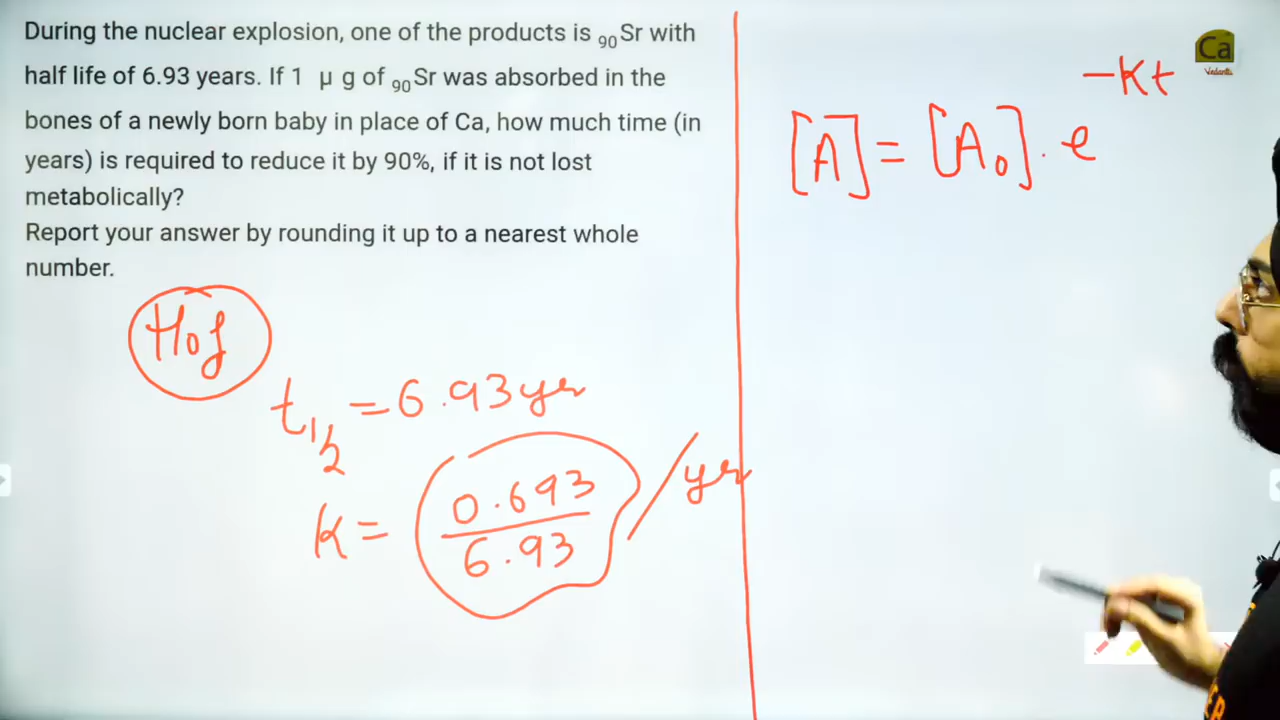 During the nuclear explosion, one of the products is ₉₀Sr with
half life of 6.93 years. If 1 μ g of ₉₀Sr was absorbed in the
bones of a newly born baby in place of Ca, how much time (in
years) is required to reduce it by 90%, if it is not lost
metabolically?
Report your answer by rounding it up to a nearest whole
number.
t₁/₂ = 6.93 yr
K = 0.693/6.93 /yr
[A] = [A₀] . e^(-Kt)
Ca
Vedantu